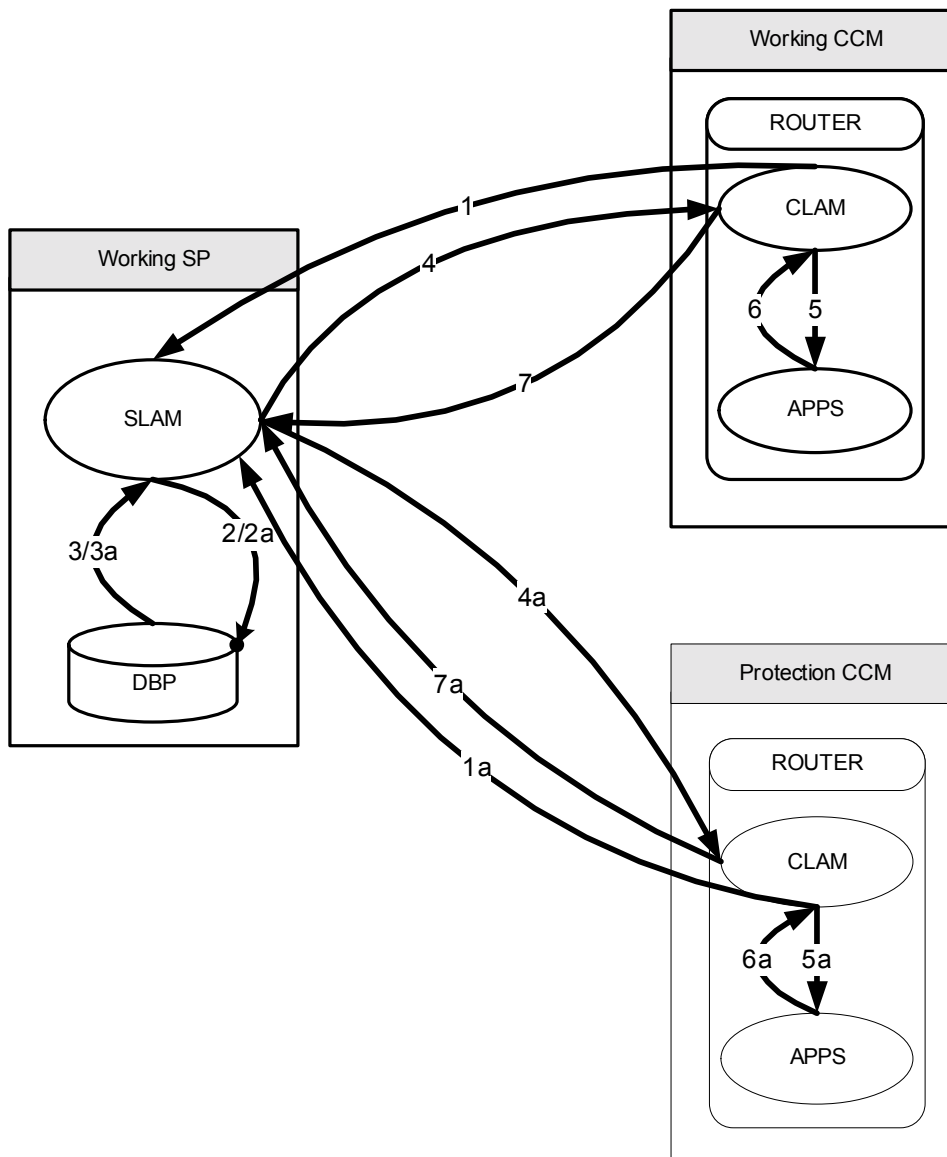 Working CCM
ROUTER
CLAM
1
4
Working SP
6
5
7
SLAM
APPS
2/2a
3/3a
4a
DBP
7a
Protection CCM
1a
ROUTER
CLAM
6a
5a
APPS